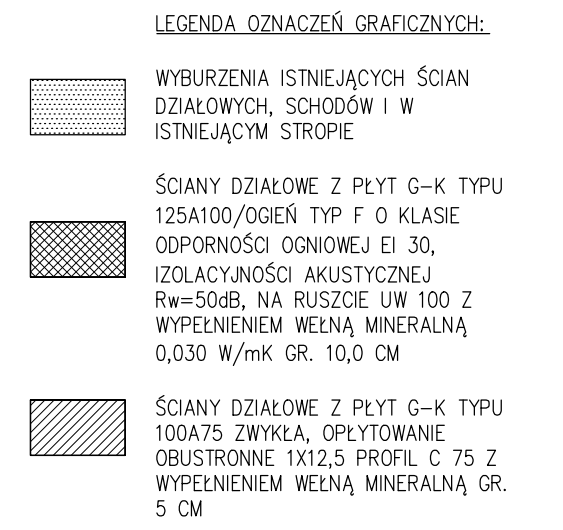 LEGENDA OZNACZEŃ GRAFICZNYCH:
WYBURZENIA ISTNIEJĄCYCH ŚCIAN
DZIAŁOWYCH, SCHODÓW I W
ISTNIEJĄCYM STROPIE
ŚCIANY DZIAŁOWE Z PŁYT G-K TYPU
125A100/OGIEŃ TYP F O KLASIE
ODPORNOŚCI OGNIOWEJ EI 30,
IZOLACYJNOŚCI AKUSTYCZNEJ
Rw=50dB, NA RUSZCIE UW 100 Z
WYPEŁNIENIEM WEŁNĄ MINERALNĄ
0,030 W/mK GR. 10,0 CM
ŚCIANY DZIAŁOWE Z PŁYT G-K TYPU
100A75 ZWYKŁA, OPŁYTOWANIE
OBUSTRONNE 1X12,5 PROFIL C 75 Z
WYPEŁNIENIEM WEŁNĄ MINERALNĄ GR.
5 CM